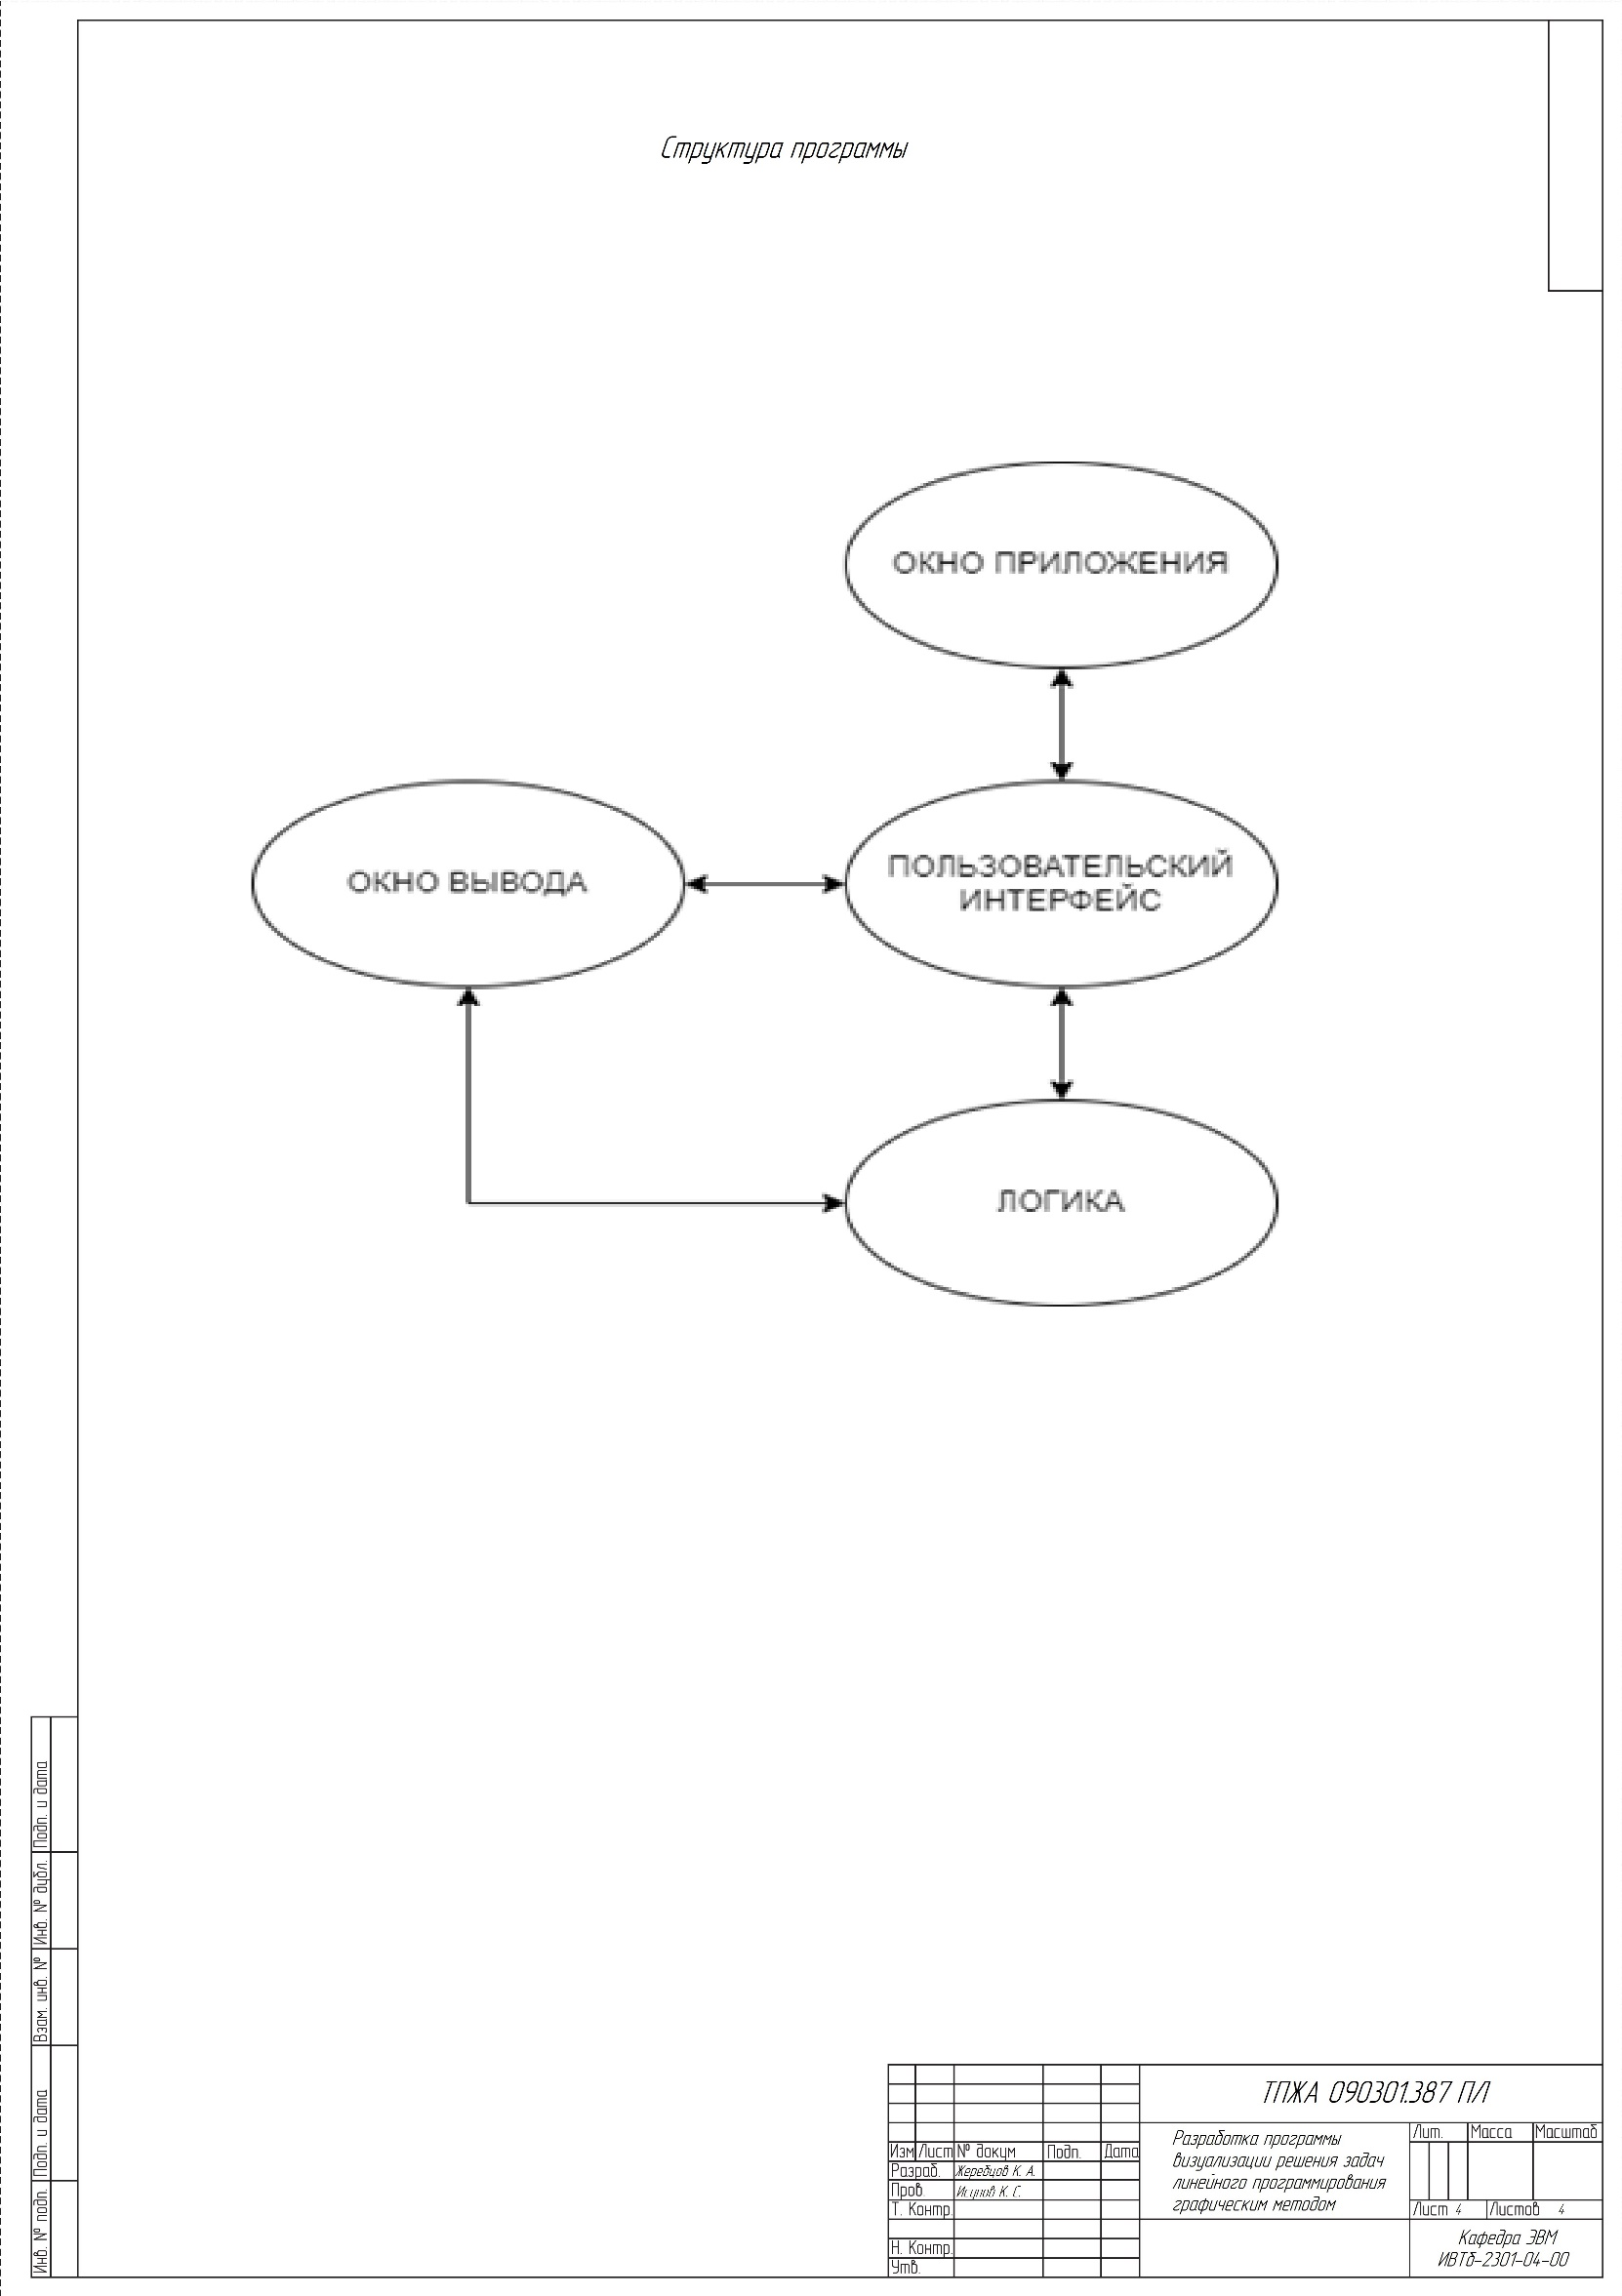 Структура программы
ОКНО ПРИЛОЖЕНИЯ
ОКНО ВЫВОДА
ПОЛЬЗОВАТЕЛЬСКИЙ
ИНТЕРФЕЙС
ЛОГИКА
Подп. и дата
Инв. № дубл.
Взам. инв. №
Подп. и дата
Инв. № подп.
ТПЖА 090301.387 ПЛ
Изм Лист № докум Подп. Дата
Разраб. Жеребцов К. А.
Пров. К. С.
Т. Контр.
Н. Контр.
Утв.
Разработка программы
визуализации решения задач
линейного программирования
графическим методом
Лит. Масса Масштаб
Лист 4 Листов 4
Кафедра ЭВМ
ИВТб-2301-04-00